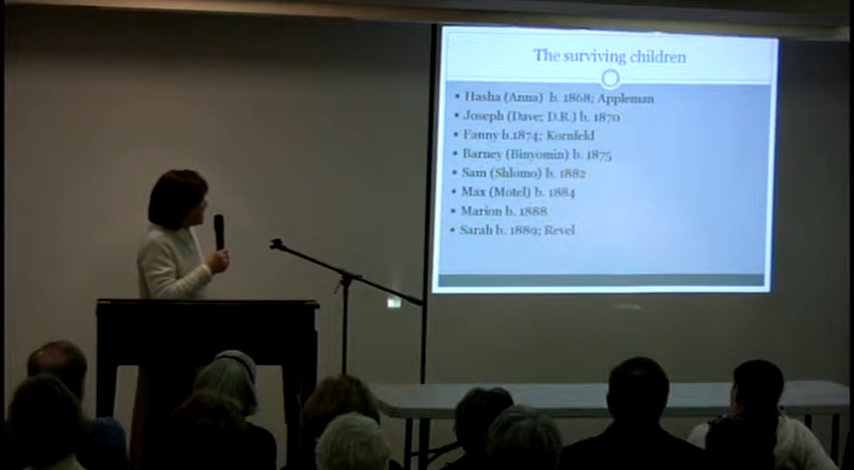 The surviving children
• Hasha (Anna) b. 1868; Appleman
• Joseph (Dave; D.R.) b. 1870
• Fanny b.1874; Kornfeld
• Barney (Binyomin) b. 1875
• Sam (Shlomo) b. 1882
• Max (Motel) b. 1884
• Marion b. 1888
• Sarah b. 1889; Revel